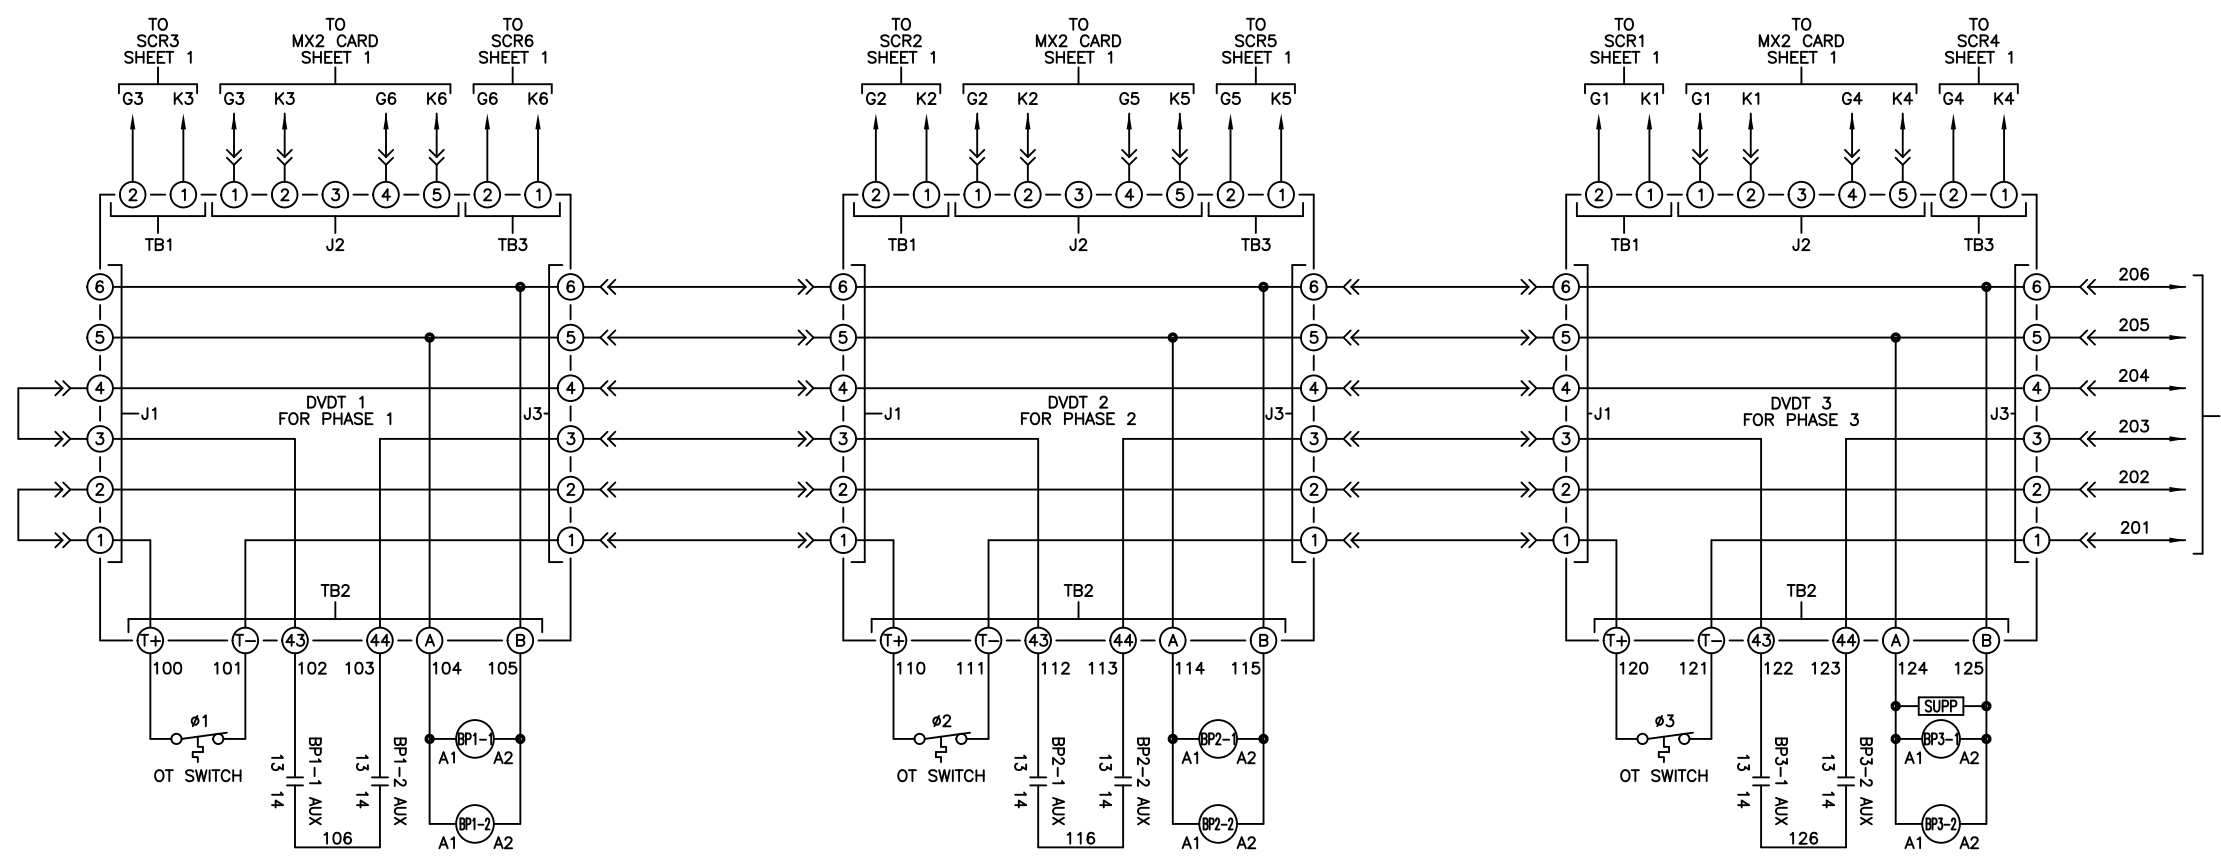 TO TO TO TO TO TO TO TO TO
SCR3 MX2 CARD SCR6 SCR2 MX2 CARD SCR5 SCR1 MX2 CARD SCR4
SHEET 1 SHEET 1 SHEET 1 SHEET 1 SHEET 1 SHEET 1 SHEET 1 SHEET 1 SHEET 1
G3 K3 G3 K3 G6 K6 G6 K6 G2 K2 G2 K2 G5 K5 G5 K5 G1 K1 G1 K1 G4 K4 G4 K4
2 1 1 2 3 4 5 2 1 2 1 1 2 3 4 5 2 1 2 1 1 2 3 4 5 2 1
TB1 J2 TB3 TB1 J2 TB3 TB1 J2 TB3
6 6 6 6 6 6 206
5 5 5 5 5 5 205
4 4 4 4 4 4 204
DVDT 1 DVDT 2 DVDT 3
J1 FOR PHASE 1 J3 J1 FOR PHASE 2 J3 J1 FOR PHASE 3 J3
3 3 3 3 3 3 203
2 2 2 2 2 2 202
1 1 1 1 1 1 201
TB2 TB2 TB2
T+ T- 43 44 A B T+ T- 43 44 A B T+ T- 43 44 A B
100 101 102 103 104 105 110 111 112 113 114 115 120 121 122 123 124 125
SUPP
ø1 ø2 ø3
BP1-1 BP2-1 BP3-1
A1 A2 A1 A2 A1 A2
OT SWITCH OT SWITCH OT SWITCH
13 14 BP1-1 AUX 13 14 BP1-2 AUX 13 14 BP2-1 AUX 13 14 BP2-2 AUX 13 14 BP3-1 AUX 13 14 BP3-2 AUX
BP1-2 BP2-2 BP3-2
106 A1 A2 116 A1 A2 126 A1 A2